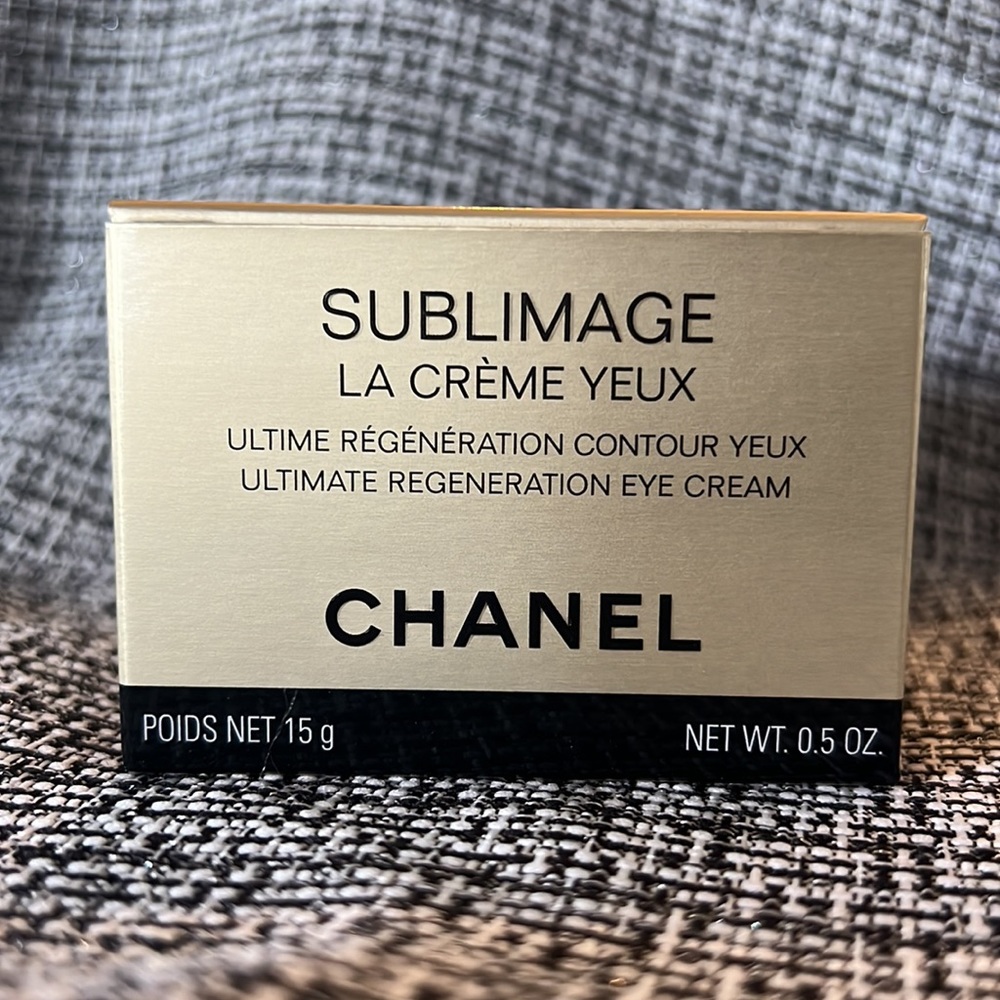 SUBLIMAGE
LA CRÈME YEUX
ULTIME RÉGÉNÉRATION CONTOUR YEUX
ULTIMATE REGENERATION EYE CREAM
CHANEL
POIDS NET 15 g NET WT. 0.5 OZ.